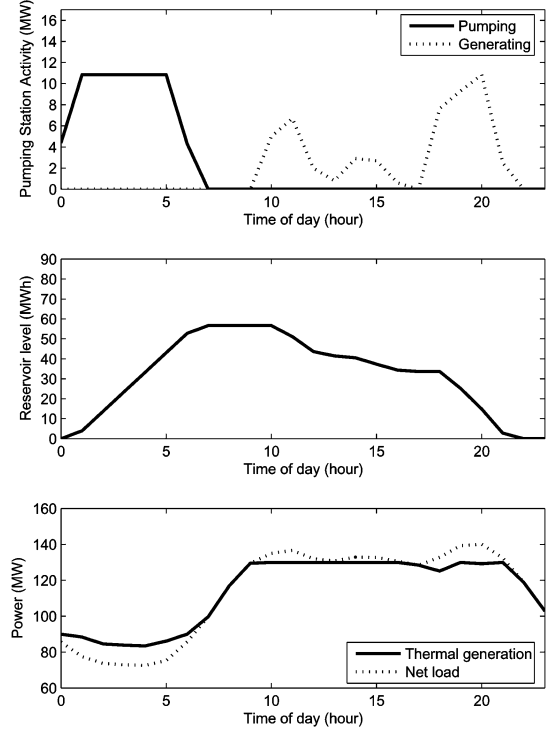 Pumping Station Activity (MW)
16
14
12
10
8
6
4
2
0
Pumping
Generating
0 5 10 15 20
Time of day (hour)
Reservoir level (MWh)
90
80
70
60
50
40
30
20
10
0
0 5 10 15 20
Time of day (hour)
Power (MW)
160
140
120
100
80
60
Thermal generation
Net load
0 5 10 15 20
Time of day (hour)